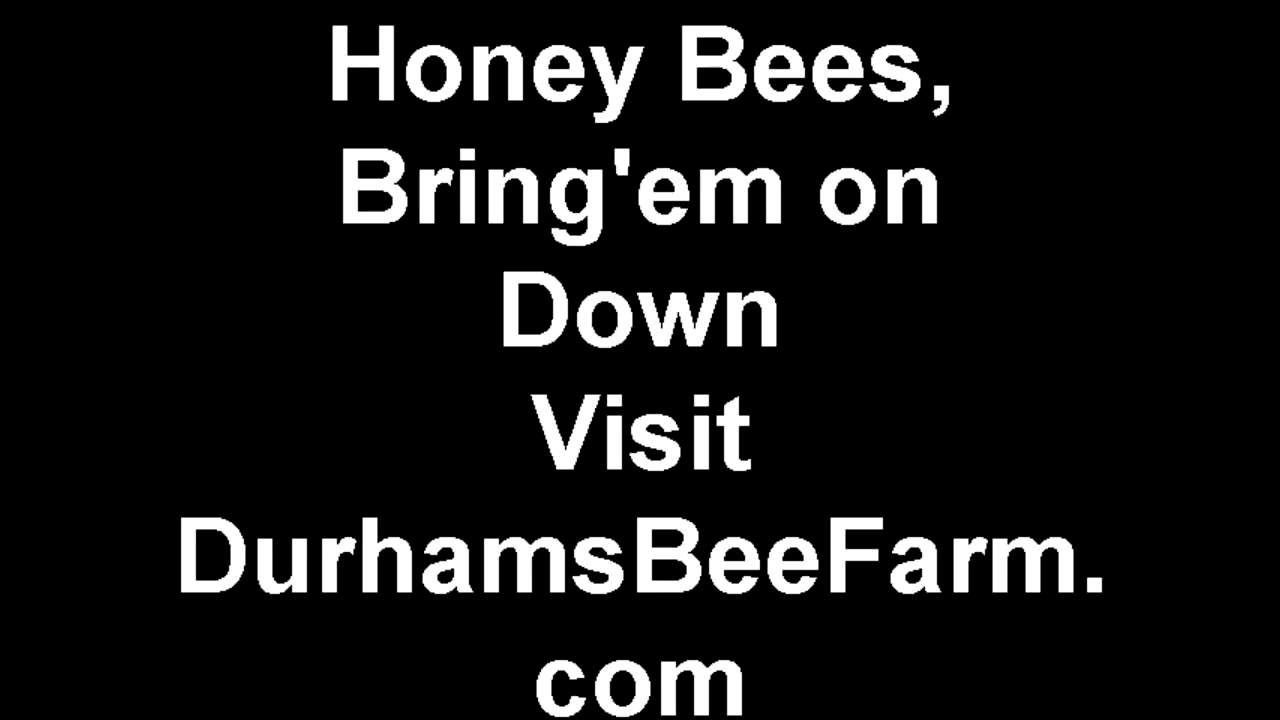 Honey Bees,
Bring'em on
Down
Visit
DurhamsBeeFarm.
com